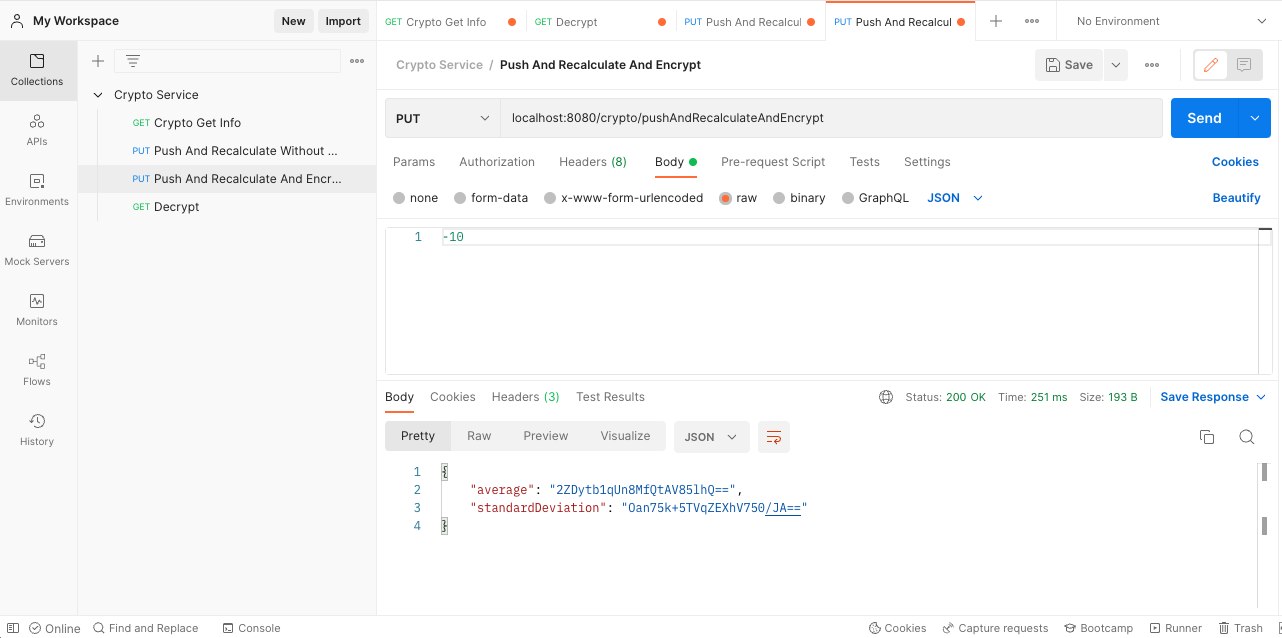 My Workspace
New
Import
GET Crypto Get Info
GET Decrypt
PUT Push And Recalcul
PUT Push And Recalcul
No Environment
Collections
APIs
Environments
Mock Servers
Monitors
Flows
History
Crypto Service
GET Crypto Get Info
PUT Push And Recalculate Without ...
PUT Push And Recalculate And Encr...
GET Decrypt
Crypto Service / Push And Recalculate And Encrypt
Save
PUT
localhost:8080/crypto/pushAndRecalculateAndEncrypt
Send
Params Authorization Headers (8) Body Pre-request Script Tests Settings Cookies
none form-data x-www-form-urlencoded raw binary GraphQL JSON Beautify
1 -10
Body Cookies Headers (3) Test Results Status: 200 OK Time: 251 ms Size: 193 B Save Response
Pretty Raw Preview Visualize JSON
1 {
2 "average": "2ZDytb1qUn8MfQtAV85lhQ==",
3 "standardDeviation": "Oan75k+5TVqZEXhV750/JA=="
4 }
Online Find and Replace Console Cookies Capture requests Bootcamp Runner Trash